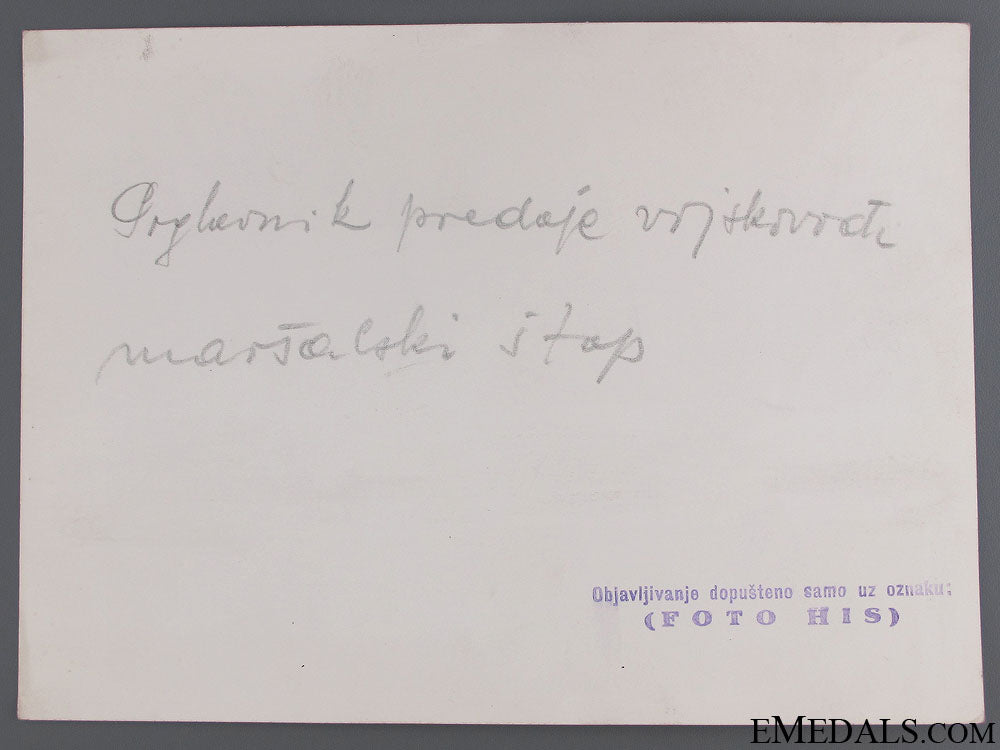 Poglavnik predaje vojskovođi
maršalski štap
Objavljivanje dopušteno samo uz oznaku:
(FOTO HIS)
EMEDALS.COM